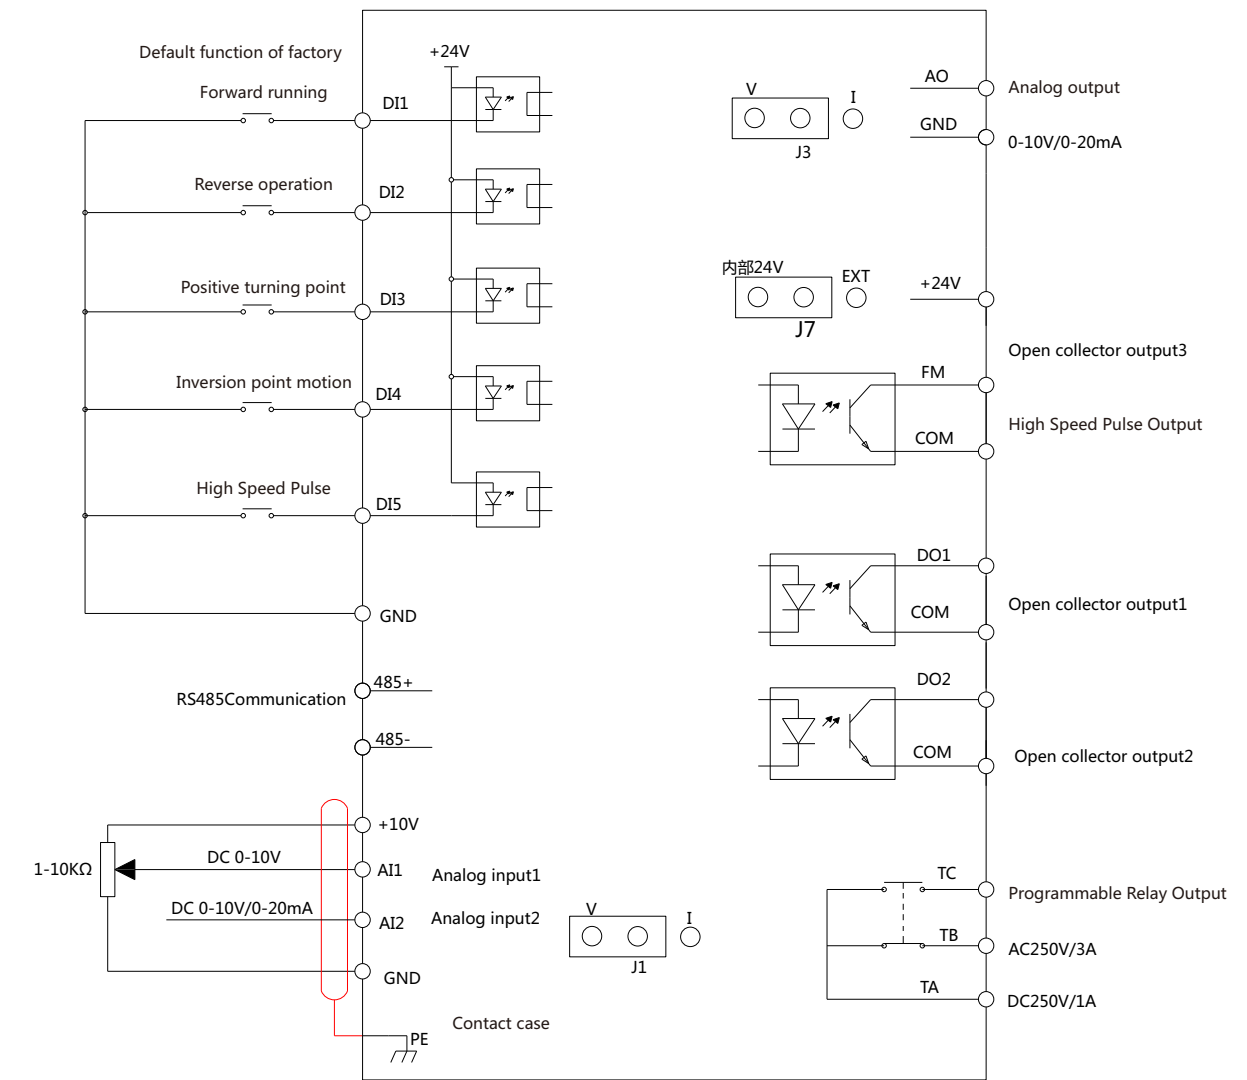 Default function of factory
+24V
Forward running
DI1
Reverse operation
DI2
Positive turning point
DI3
Inversion point motion
DI4
High Speed Pulse
DI5
GND
RS485Communication
485+
485-
+10V
1-10KΩ
DC 0-10V
AI1
Analog input1
DC 0-10V/0-20mA
AI2
Analog input2
GND
V
I
J1
Contact case
PE
V
I
J3
AO
Analog output
GND
0-10V/0-20mA
内部24V
EXT
J7
+24V
Open collector output3
FM
High Speed Pulse Output
COM
DO1
Open collector output1
COM
DO2
COM
Open collector output2
TC
Programmable Relay Output
TB
AC250V/3A
TA
DC250V/1A